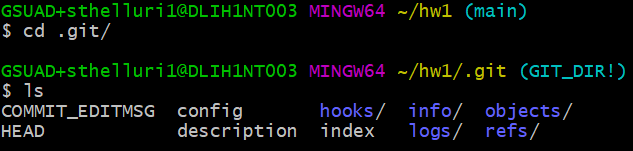 GSUAD+sthelluri1@DLIH1NT003 MINGW64 ~/hw1 (main)
$ cd .git/
GSUAD+sthelluri1@DLIH1NT003 MINGW64 ~/hw1/.git (GIT_DIR!)
$ ls
COMMIT_EDITMSG  config       hooks/  info/  objects/
HEAD            description  index   logs/  refs/